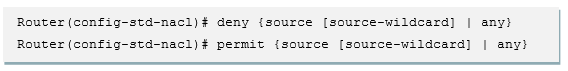 Router(config-std-nacl)# deny {source [source-wildcard] | any}
Router(config-std-nacl)# permit {source [source-wildcard] | any}